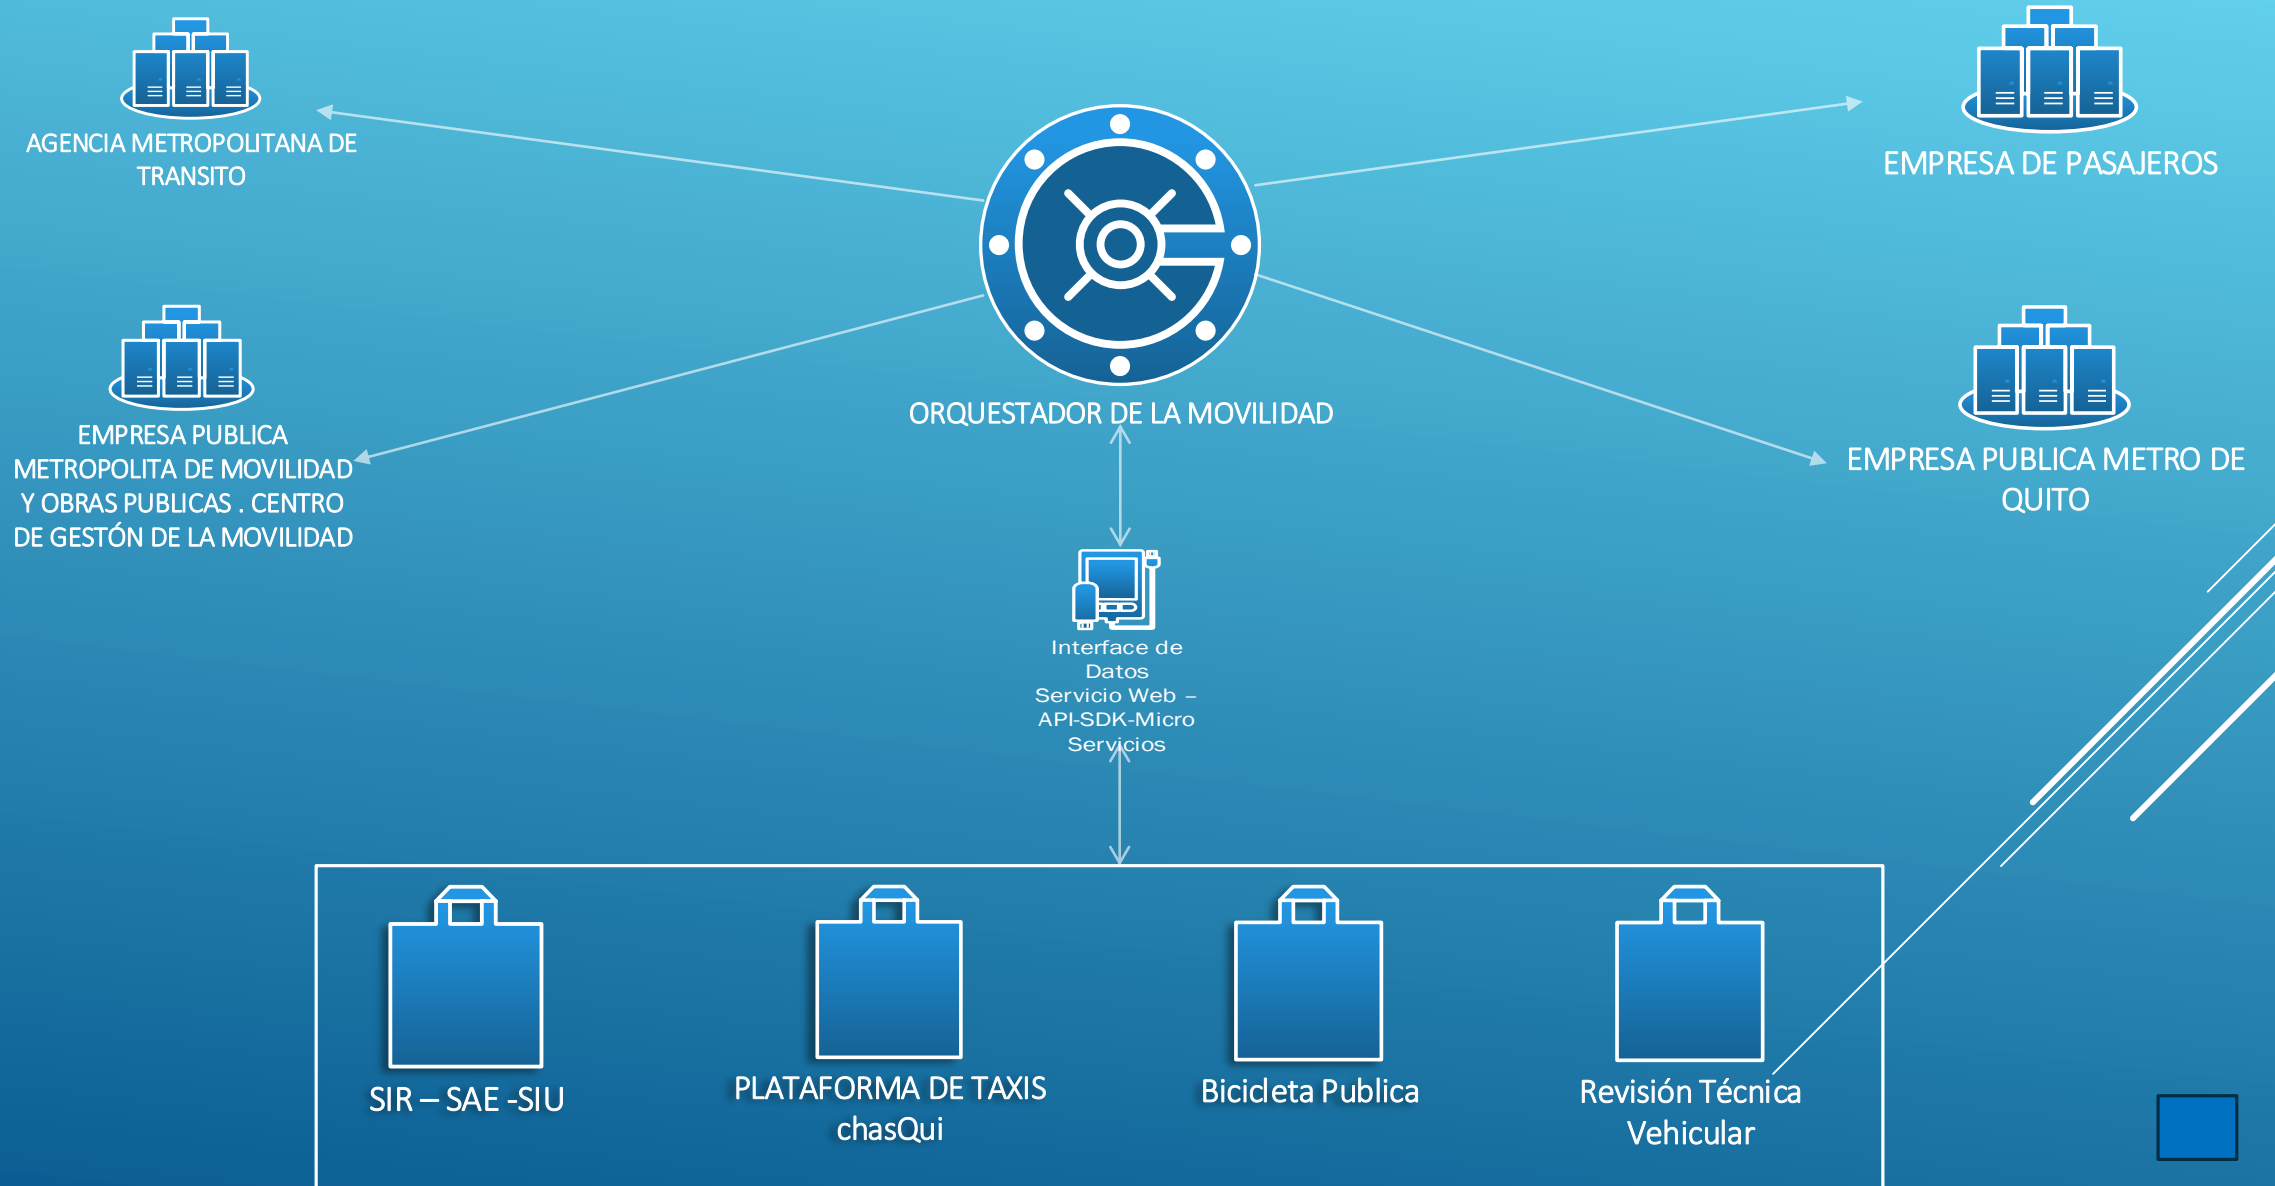 AGENCIA METROPOLITANA DE
TRANSITO
EMPRESA DE PASAJEROS
ORQUESTADOR DE LA MOVILIDAD
EMPRESA PUBLICA
METROPOLITA DE MOVILIDAD
Y OBRAS PUBLICAS . CENTRO
DE GESTÓN DE LA MOVILIDAD
EMPRESA PUBLICA METRO DE
QUITO
Interface de
Datos
Servicio Web –
API-SDK-Micro
Servicios
SIR – SAE -SIU
PLATAFORMA DE TAXIS
chasQui
Bicicleta Publica
Revisión Técnica
Vehicular